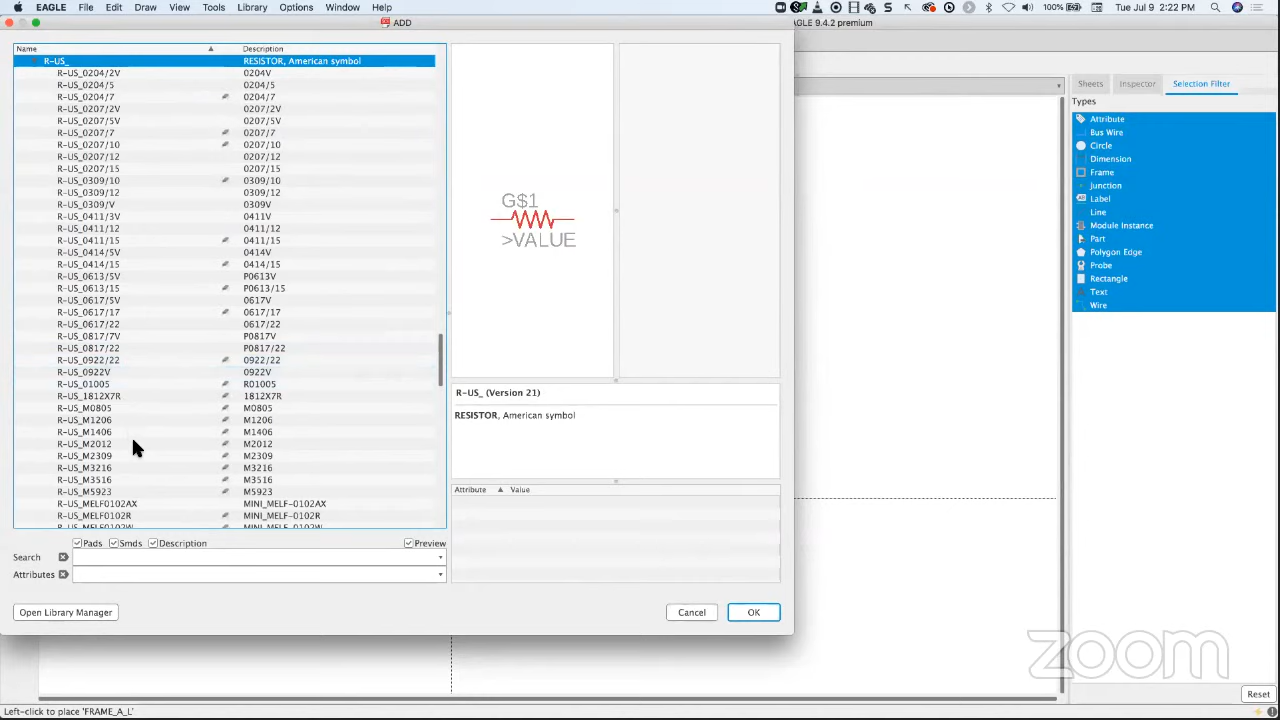 EAGLE File Edit Draw View Tools Library Options Window Help
100% Tue Jul 9 2:22 PM
ADD
AGLE 9.4.2 premium
Name Description
R-US_ RESISTOR, American symbol
R-US_0204/2V 0204V
R-US_0204/5 0204/5
R-US_0204/7 0204/7
R-US_0207/2V 0207/2V
R-US_0207/5V 0207/5V
R-US_0207/7 0207/7
R-US_0207/10 0207/10
R-US_0207/12 0207/12
R-US_0207/15 0207/15
R-US_0309/10 0309/10
R-US_0309/12 0309/12
R-US_0309/V 0309V
R-US_0411/3V 0411V
R-US_0411/12 0411/12
R-US_0411/15 0411/15
R-US_0414/5V 0414V
R-US_0414/15 0414/15
R-US_0613/5V P0613V
R-US_0613/15 P0613/15
R-US_0617/5V 0617V
R-US_0617/17 0617/17
R-US_0617/22 0617/22
R-US_0817/7V P0817V
R-US_0817/22 P0817/22
R-US_0922/22 0922/22
R-US_0922V 0922V
R-US_01005 R01005
R-US_1812X7R 1812X7R
R-US_M0805 M0805
R-US_M1206 M1206
R-US_M1406 M1406
R-US_M2012 M2012
R-US_M2309 M2309
R-US_M3216 M3216
R-US_M3516 M3516
R-US_M5923 M5923
R-US_MELF0102AX MINI_MELF-0102AX
R-US_MELF0102R MINI_MELF-0102R
R-US_MELF0102W MINI_MELF-0102W
Pads Smds Description Preview
Search
Attributes
Open Library Manager
G$1
>VALUE
R-US_ (Version 21)
RESISTOR, American symbol
Attribute Value
Cancel OK
Sheets Inspector Selection Filter
Types
Attribute
Bus Wire
Circle
Dimension
Frame
Junction
Label
Line
Module Instance
Part
Polygon Edge
Probe
Rectangle
Text
Wire
zoom
Reset
Left-click to place 'FRAME_A_L'